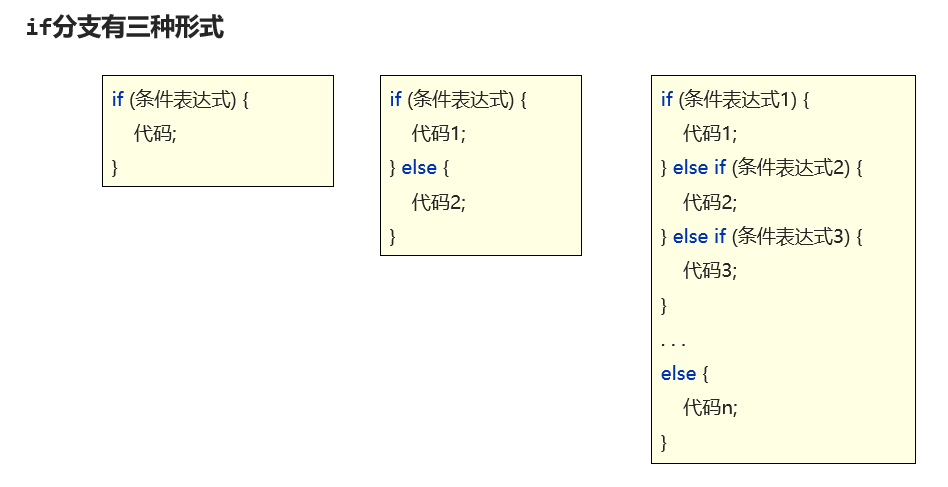 if分支有三种形式
if (条件表达式) {
代码;
}
if (条件表达式) {
代码1;
} else {
代码2;
}
if (条件表达式1) {
代码1;
} else if (条件表达式2) {
代码2;
} else if (条件表达式3) {
代码3;
}
. . .
else {
代码n;
}